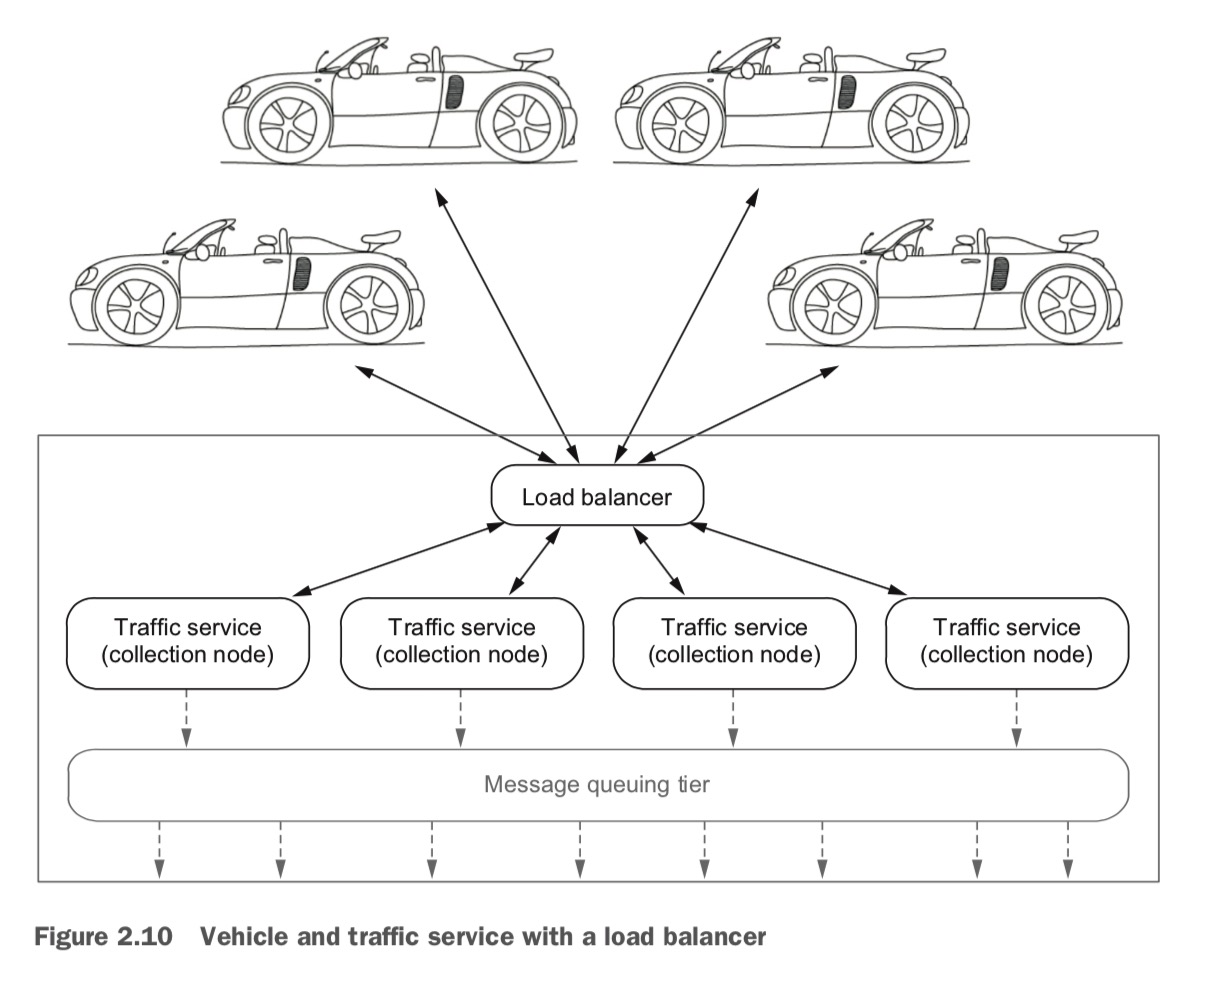 Load balancer
Traffic service
(collection node)
Traffic service
(collection node)
Traffic service
(collection node)
Traffic service
(collection node)
Message queuing tier
Figure 2.10 Vehicle and traffic service with a load balancer